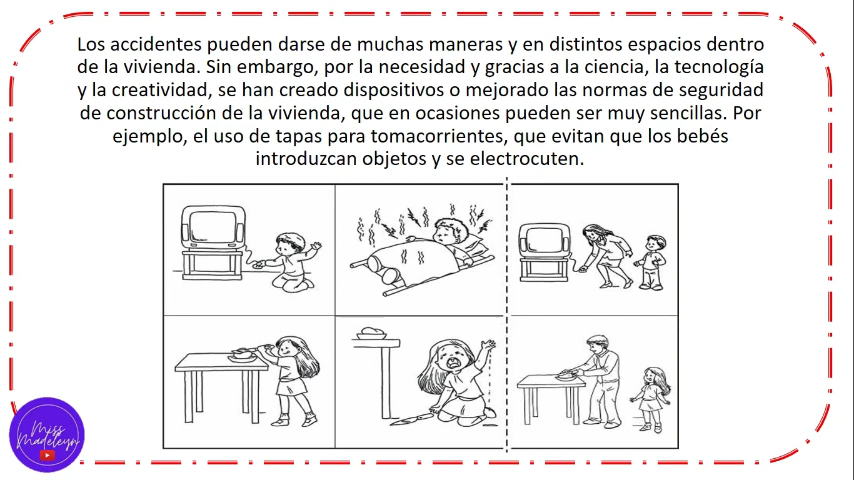 Los accidentes pueden darse de muchas maneras y en distintos espacios dentro
de la vivienda. Sin embargo, por la necesidad y gracias a la ciencia, la tecnología
y la creatividad, se han creado dispositivos o mejorado las normas de seguridad
de construcción de la vivienda, que en ocasiones pueden ser muy sencillas. Por
ejemplo, el uso de tapas para tomacorrientes, que evitan que los bebés
introduzcan objetos y se electrocuten.
Miss
Madeleyn